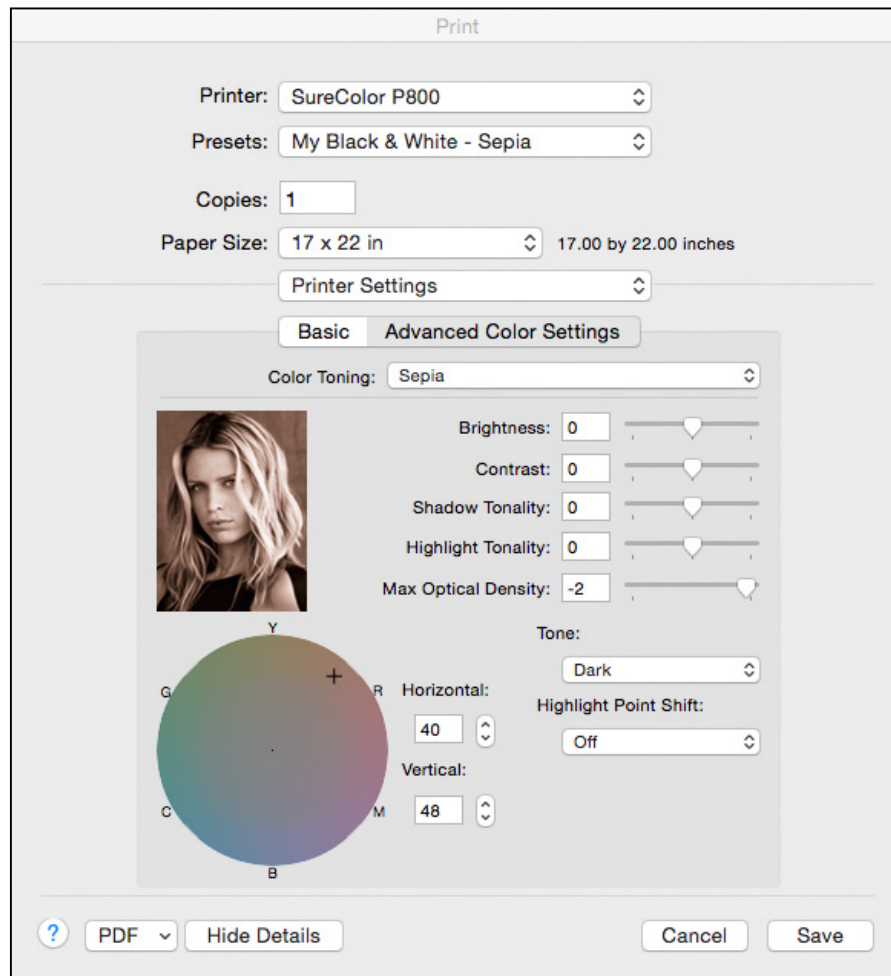 Print
Printer: SureColor P800
Presets: My Black & White - Sepia
Copies: 1
Paper Size: 17 x 22 in 17.00 by 22.00 inches
Printer Settings
Basic Advanced Color Settings
Color Toning: Sepia
Brightness: 0
Contrast: 0
Shadow Tonality: 0
Highlight Tonality: 0
Max Optical Density: -2
Y
G
R
C
M
B
Horizontal:
40
Vertical:
48
Tone:
Dark
Highlight Point Shift:
Off
? PDF Hide Details Cancel Save